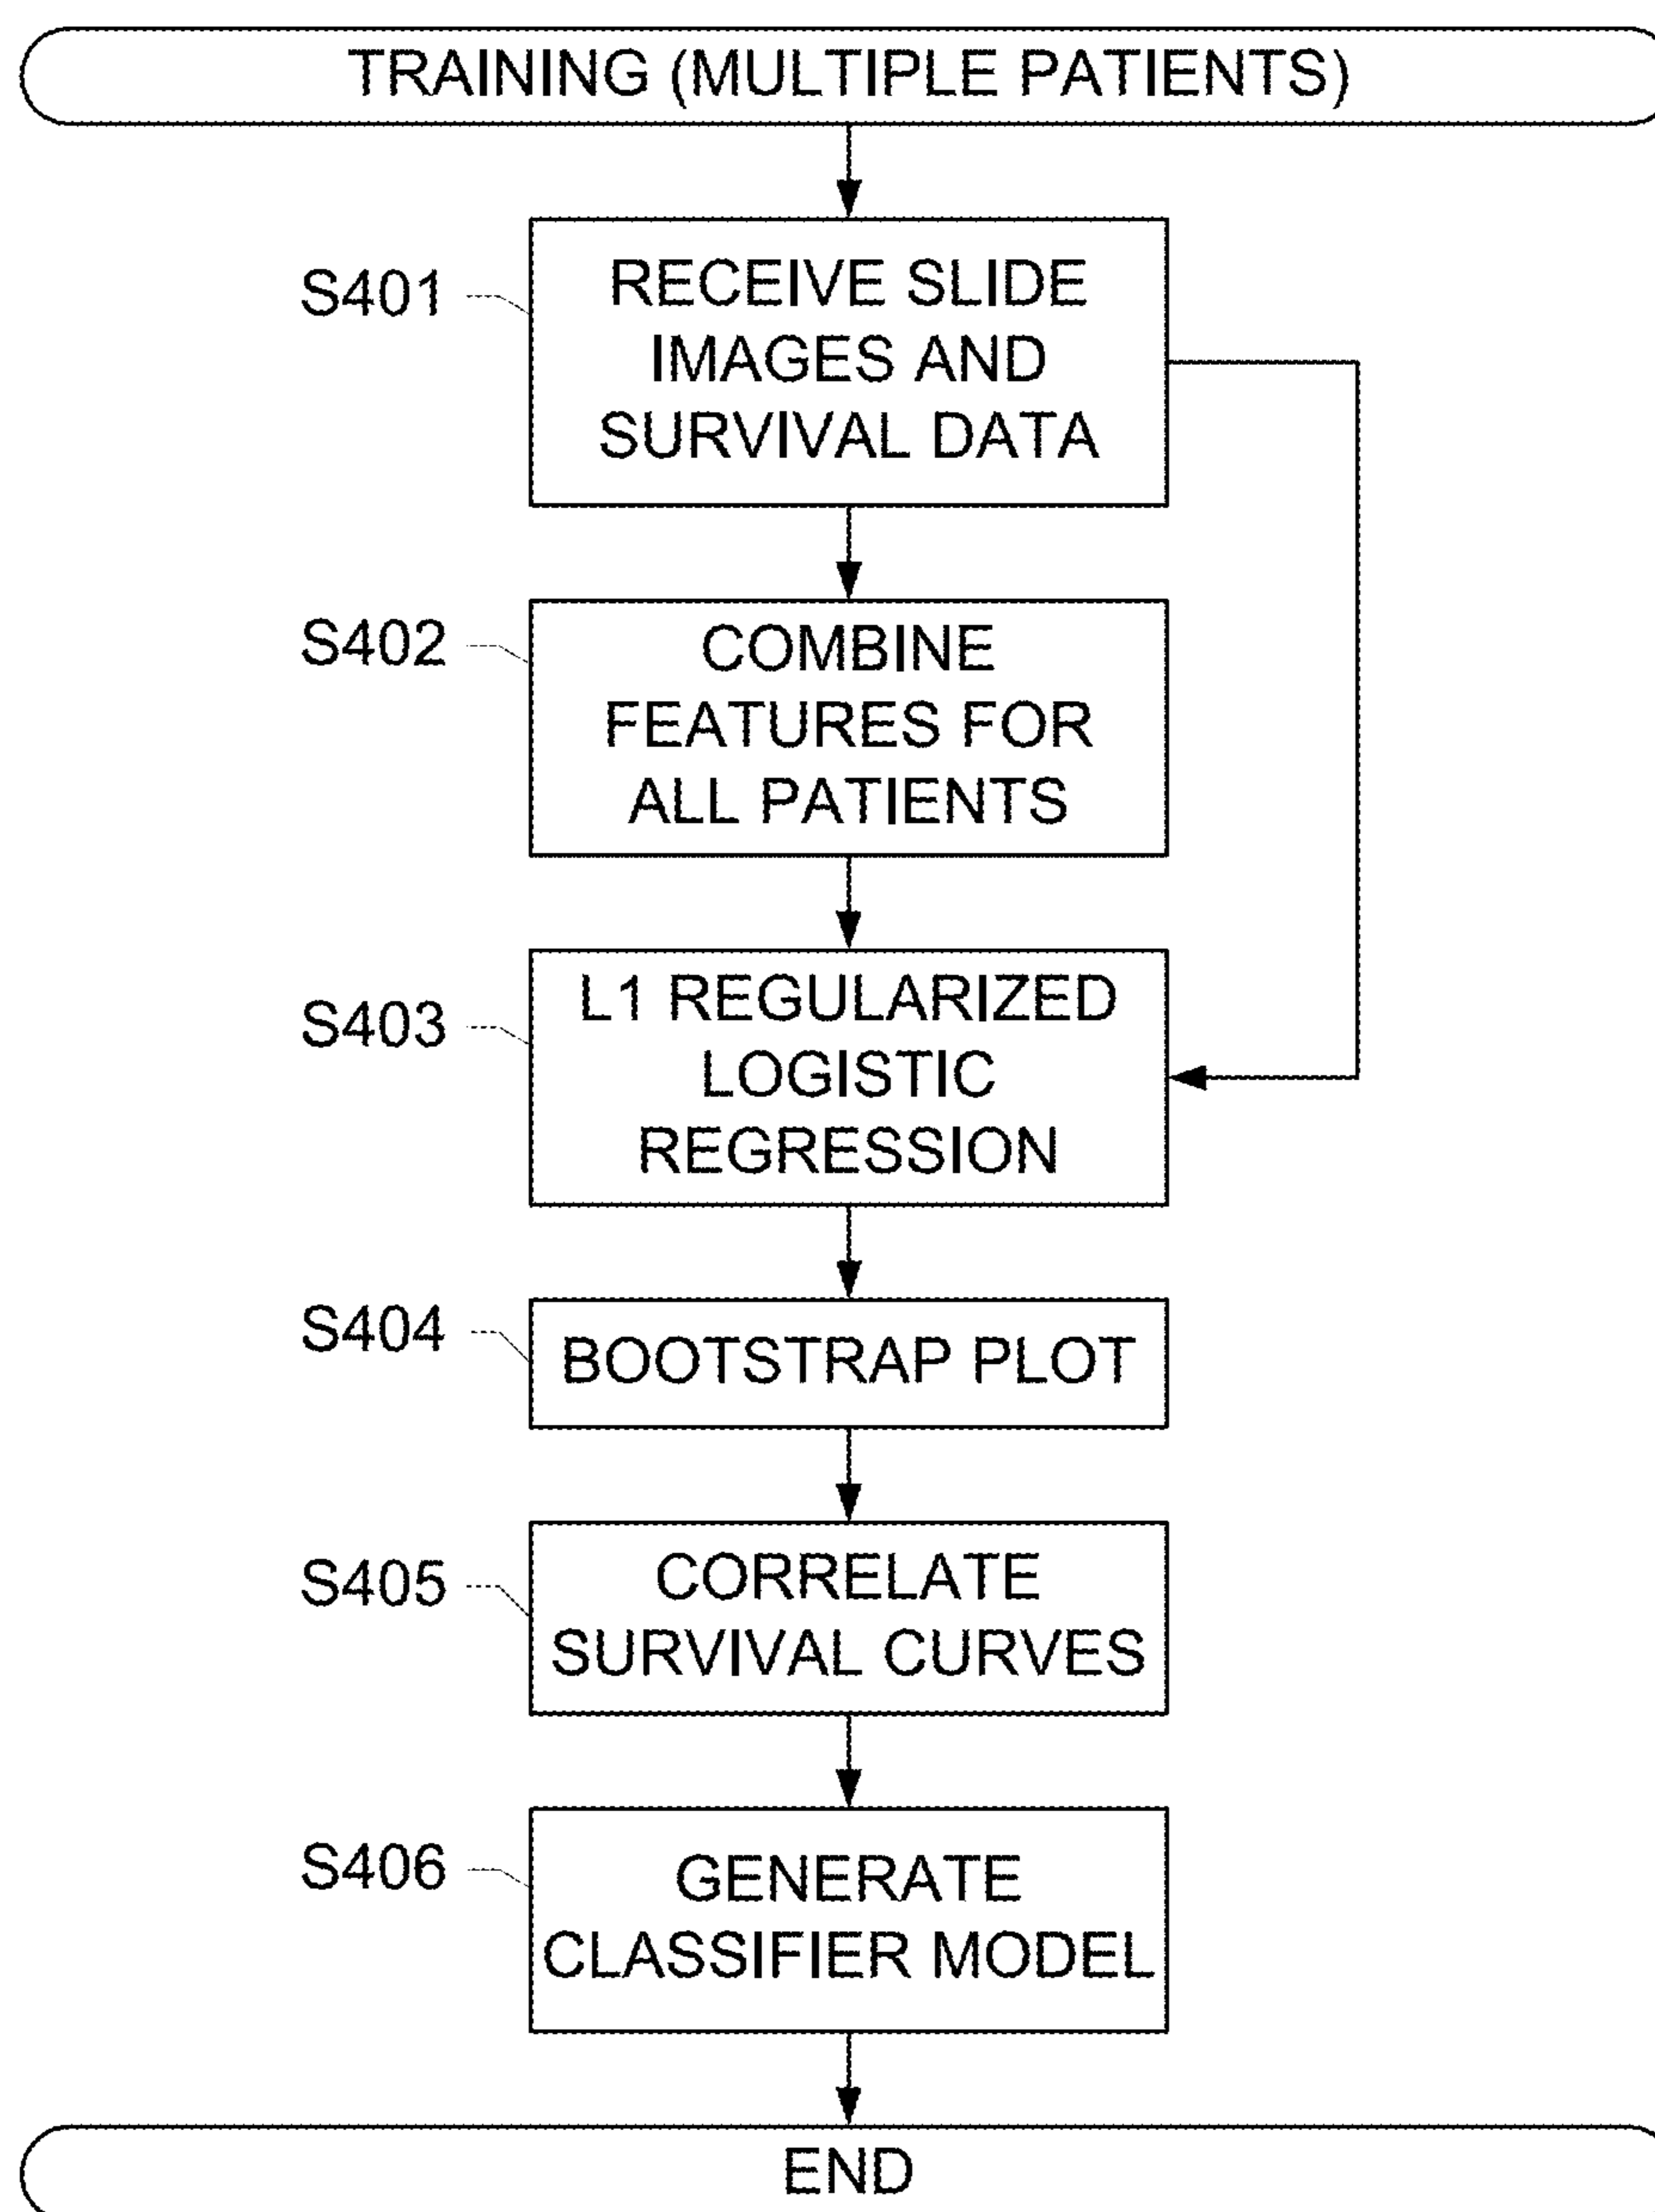 TRAINING (MULTIPLE PATIENTS)
S401
RECEIVE SLIDE
IMAGES AND
SURVIVAL DATA
S402
COMBINE
FEATURES FOR
ALL PATIENTS
S403
L1 REGULARIZED
LOGISTIC
REGRESSION
S404
BOOTSTRAP PLOT
S405
CORRELATE
SURVIVAL CURVES
S406
GENERATE
CLASSIFIER MODEL
END